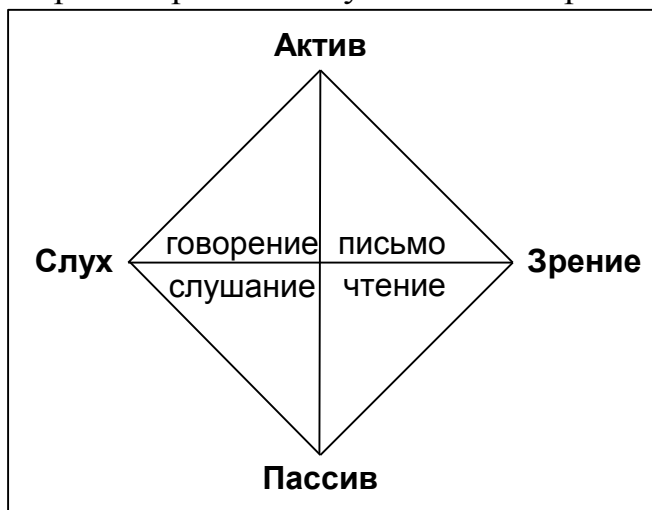 Актив
говорение письмо
Слух Зрение
слушание чтение
Пассив